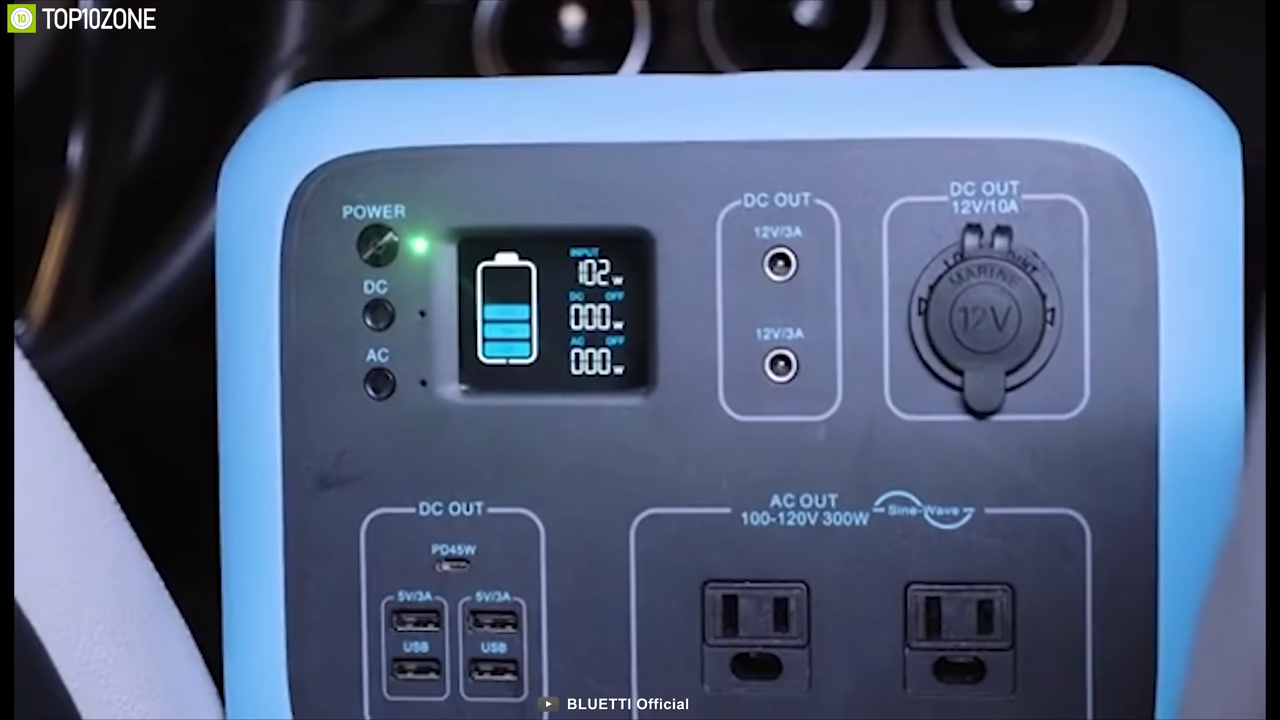 10 TOP10ZONE
POWER
DC
AC
INPUT
102W
DC OFF
000W
AC OFF
000W
DC OUT
12V/3A
12V/3A
DC OUT
12V/10A
MARINE
12V
DC OUT
PD45W
5V/3A 5V/3A
USB USB
AC OUT
100-120V 300W
Sine-Wave
BLUETTI Official